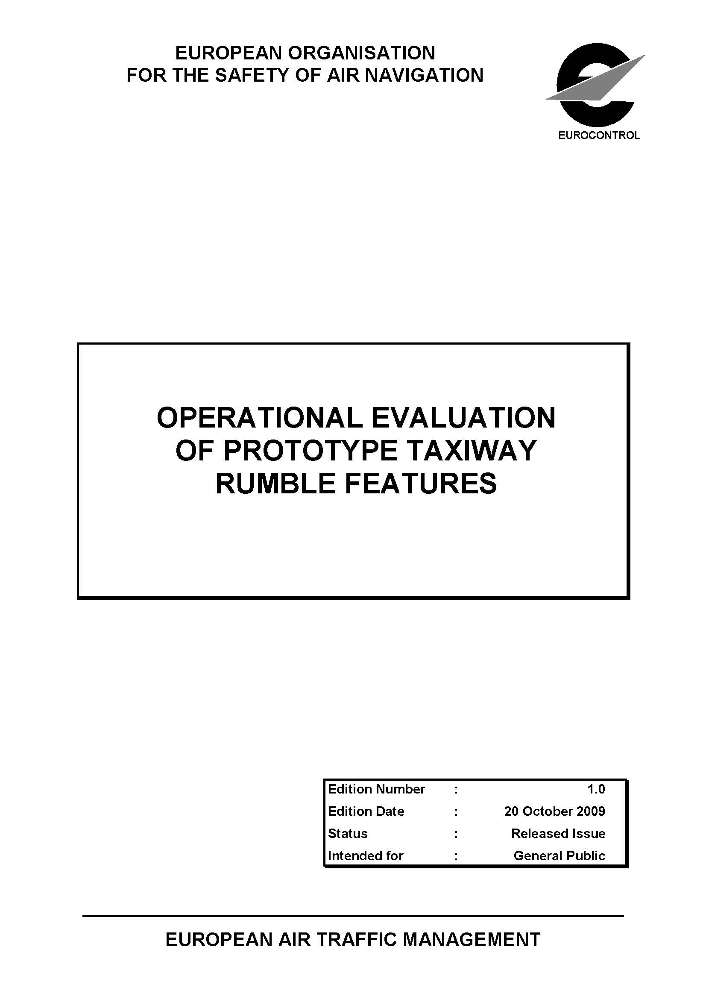 EUROPEAN ORGANISATION
FOR THE SAFETY OF AIR NAVIGATION
EUROCONTROL
OPERATIONAL EVALUATION
OF PROTOTYPE TAXIWAY
RUMBLE FEATURES
Edition Number : 1.0
Edition Date : 20 October 2009
Status : Released Issue
Intended for : General Public
EUROPEAN AIR TRAFFIC MANAGEMENT